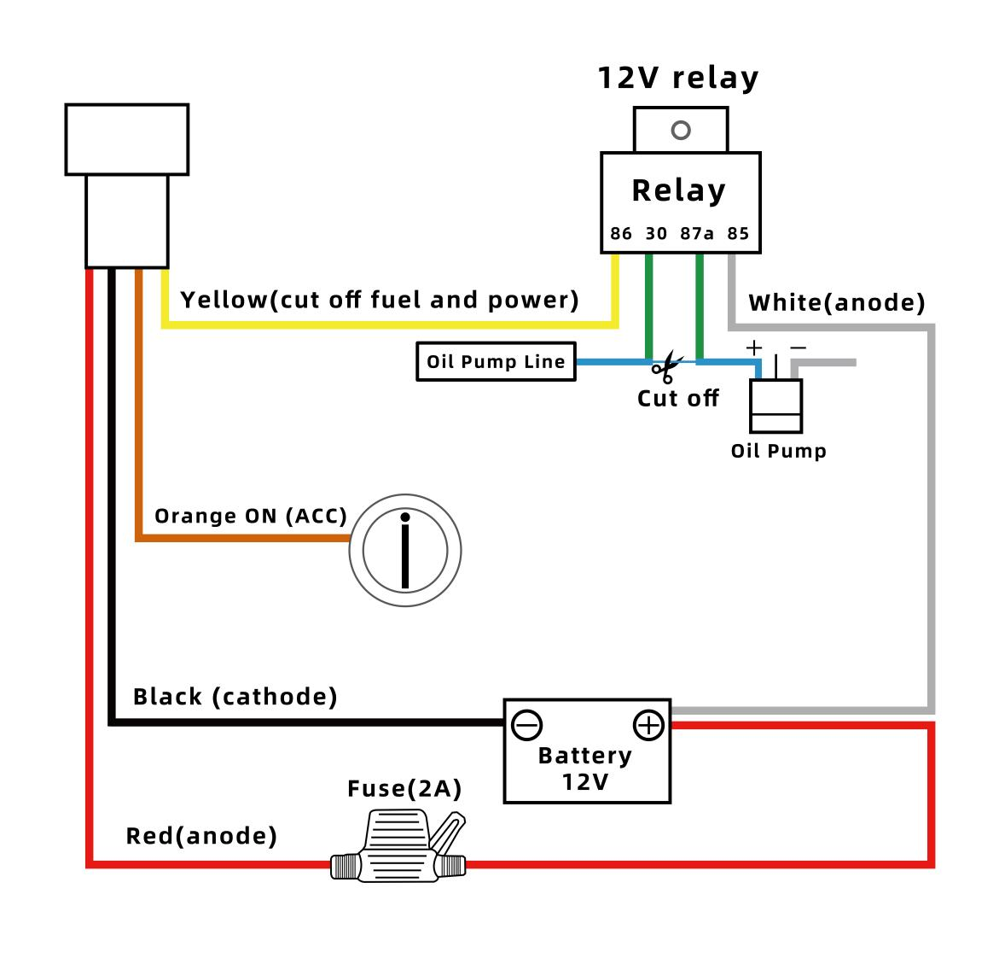 12V relay
Relay
86 30 87a 85
Yellow(cut off fuel and power)
White(anode)
Oil Pump Line
+ −
Cut off
Oil Pump
Orange ON (ACC)
Black (cathode)
− +
Battery
12V
Fuse(2A)
Red(anode)